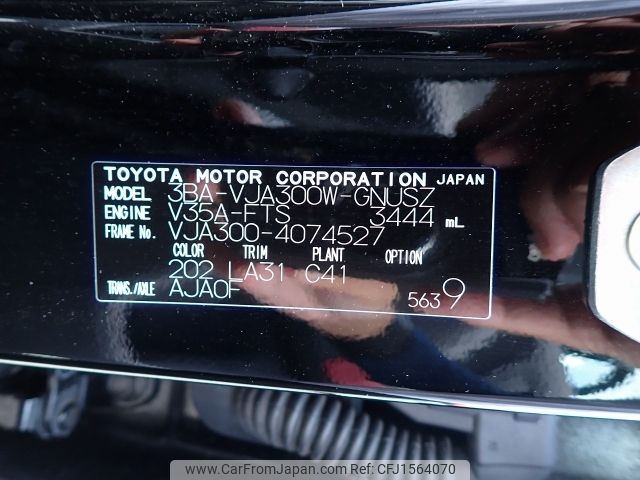 TOYOTA MOTOR CORPORATION JAPAN
MODEL 3BA-VJA300W-GNUSZ
ENGINE V35A-FTS 3444 mL
FRAME No. VJA300-4074527
COLOR TRIM PLANT OPTION
202 LA31 C41
TRANS./AXLE AJA0F 5639
www.CarFromJapan.com | ref:CFJ1564070